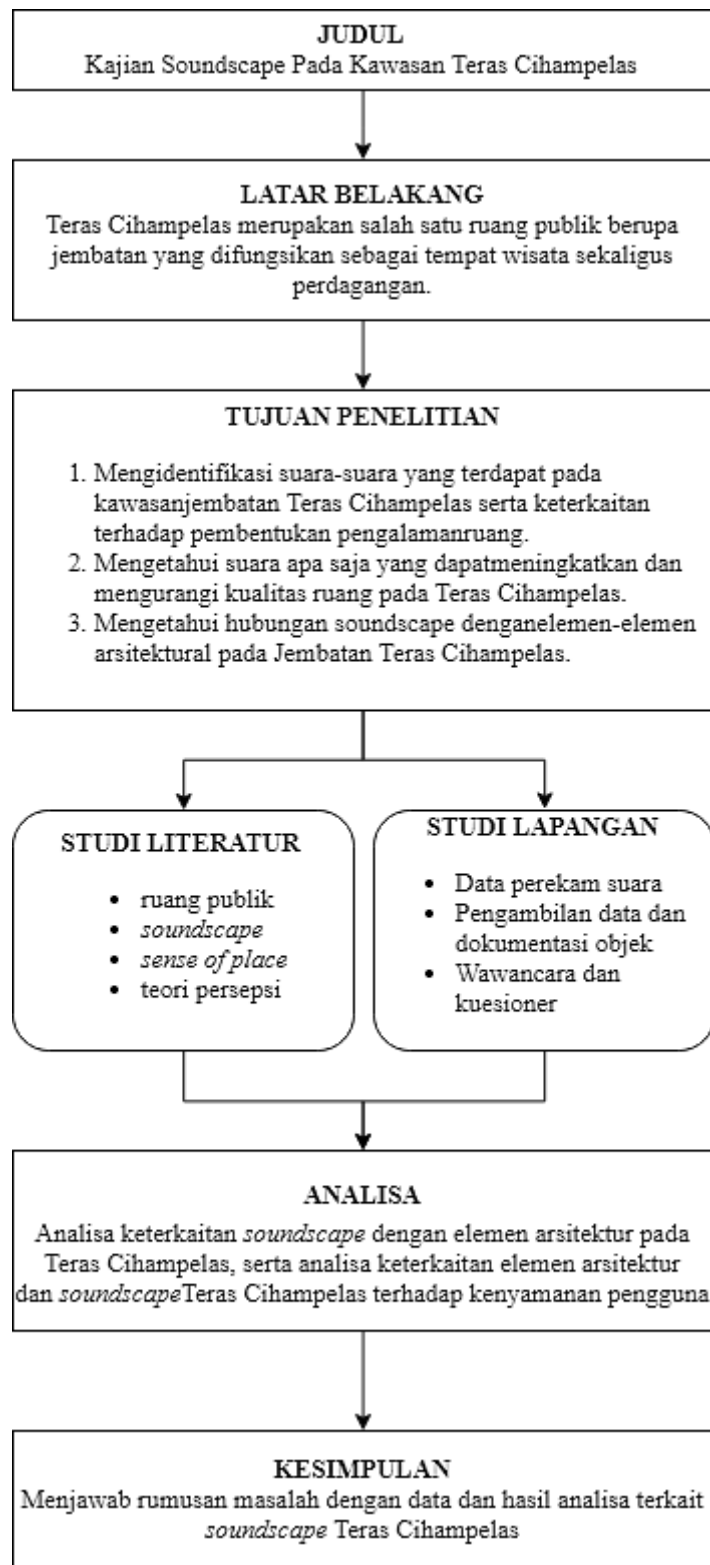 JUDUL
Kajian Soundscape Pada Kawasan Teras Cihampelas
LATAR BELAKANG
Teras Cihampelas merupakan salah satu ruang publik berupa
jembatan yang difungsikan sebagai tempat wisata sekaligus
perdagangan.
TUJUAN PENELITIAN
1. Mengidentifikasi suara-suara yang terdapat pada
kawasanjembatan Teras Cihampelas serta keterkaitan
terhadap pembentukan pengalamanruang.
2. Mengetahui suara apa saja yang dapatmeningkatkan dan
mengurangi kualitas ruang pada Teras Cihampelas.
3. Mengetahui hubungan soundscape denganelemen-elemen
arsitektural pada Jembatan Teras Cihampelas.
STUDI LITERATUR
• ruang publik
• soundscape
• sense of place
• teori persepsi
STUDI LAPANGAN
• Data perekam suara
• Pengambilan data dan
dokumentasi objek
• Wawancara dan
kuesioner
ANALISA
Analisa keterkaitan soundscape dengan elemen arsitektur pada
Teras Cihampelas, serta analisa keterkaitan elemen arsitektur
dan soundscapeTeras Cihampelas terhadap kenyamanan pengguna
KESIMPULAN
Menjawab rumusan masalah dengan data dan hasil analisa terkait
soundscape Teras Cihampelas